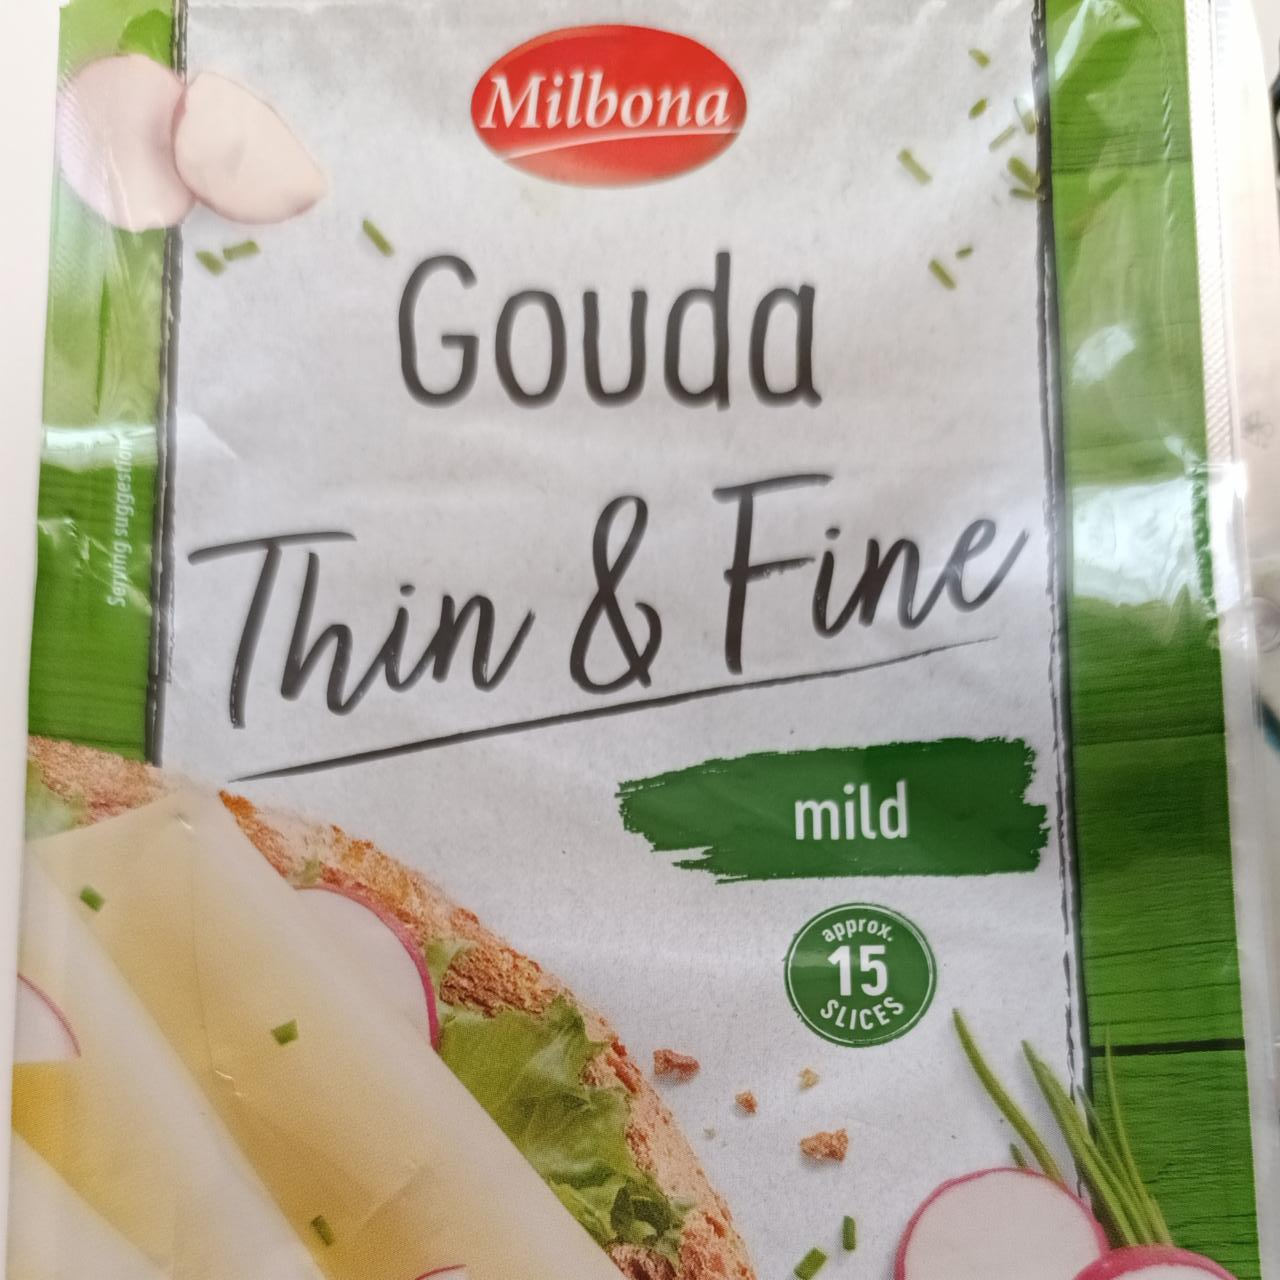 Milbona
Gouda
Thin & Fine
Serving suggestion
mild
approx.
15
SLICES